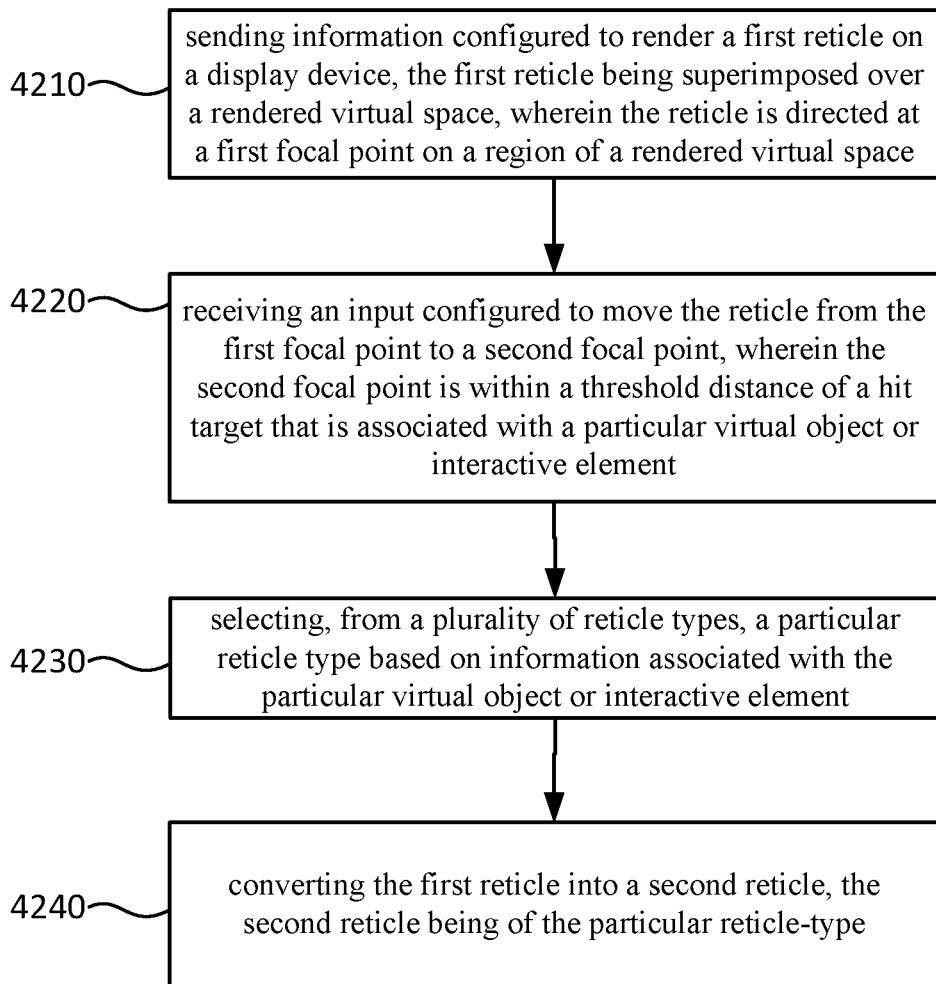 4210
sending information configured to render a first reticle on
a display device, the first reticle being superimposed over
a rendered virtual space, wherein the reticle is directed at
a first focal point on a region of a rendered virtual space
4220
receiving an input configured to move the reticle from the
first focal point to a second focal point, wherein the
second focal point is within a threshold distance of a hit
target that is associated with a particular virtual object or
interactive element
4230
selecting, from a plurality of reticle types, a particular
reticle type based on information associated with the
particular virtual object or interactive element
4240
converting the first reticle into a second reticle, the
second reticle being of the particular reticle-type